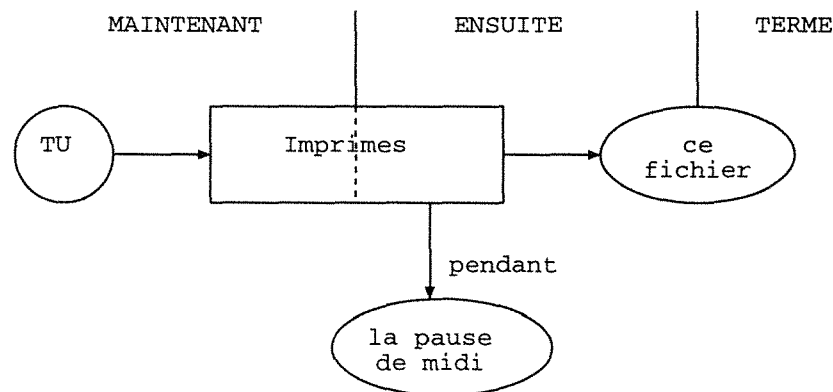 MAINTENANT ENSUITE TERME
TU Imprimes ce
fichier
pendant
la pause
de midi